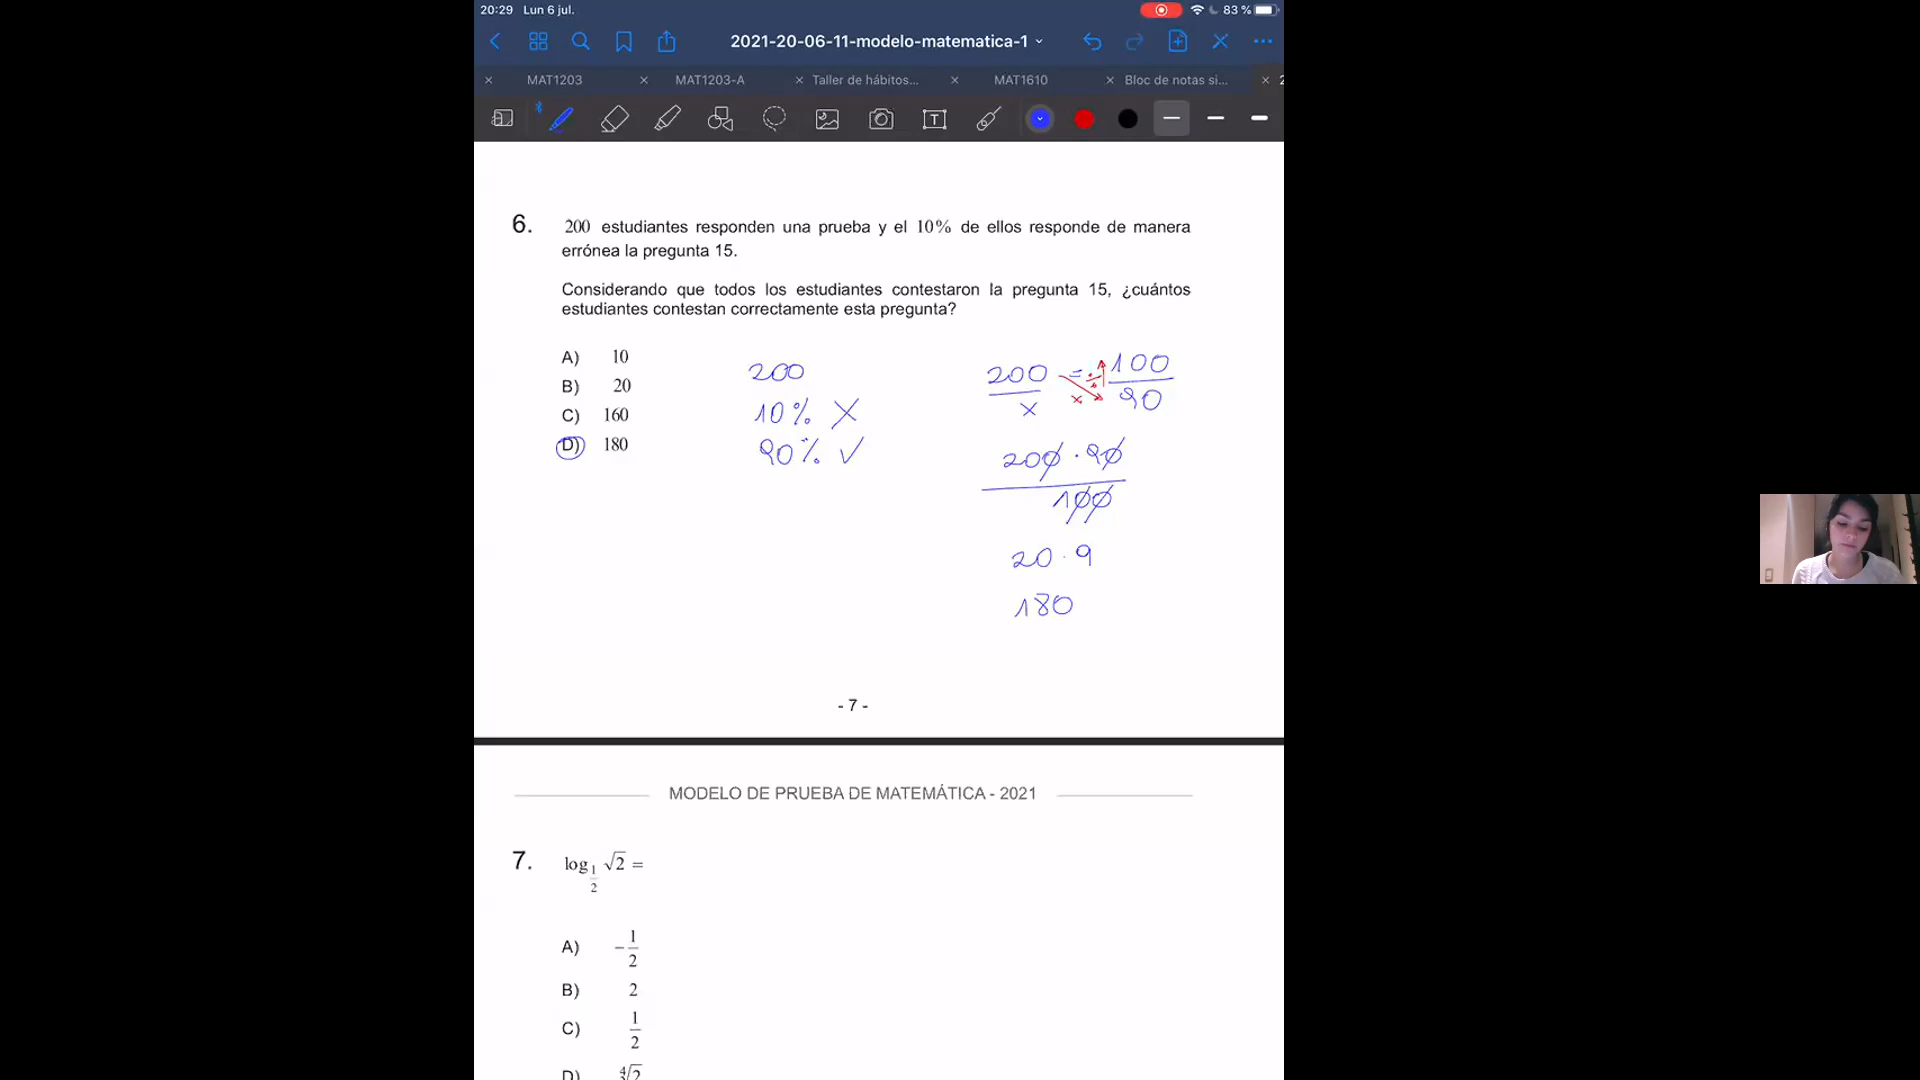 20:29 Lun 6 jul. 83 %
2021-20-06-11-modelo-matematica-1
MAT1203 MAT1203-A Taller de hábitos... MAT1610 Bloc de notas si... 2
6. 200 estudiantes responden una prueba y el 10% de ellos responde de manera
errónea la pregunta 15.
Considerando que todos los estudiantes contestaron la pregunta 15, ¿cuántos
estudiantes contestan correctamente esta pregunta?
A) 10
B) 20
C) 160
D) 180
200
10% X
90% ✓
200 = ÷ 100
x x 90
200 · 90
100
20 · 9
180
- 7 -
MODELO DE PRUEBA DE MATEMÁTICA - 2021
7. log 1/2 √2 =
A) -1/2
B) 2
C) 1/2
D) ∜2